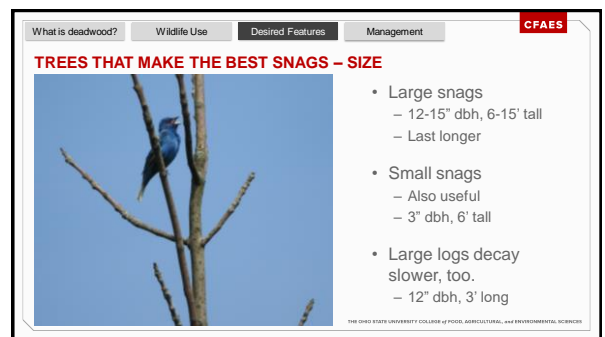 What is deadwood?
Wildlife Use
Desired Features
Management
CFAES
TREES THAT MAKE THE BEST SNAGS – SIZE
• Large snags
– 12-15” dbh, 6-15’ tall
– Last longer
• Small snags
– Also useful
– 3” dbh, 6’ tall
• Large logs decay
slower, too.
– 12” dbh, 3’ long
THE OHIO STATE UNIVERSITY COLLEGE of FOOD, AGRICULTURAL, and ENVIRONMENTAL SCIENCES